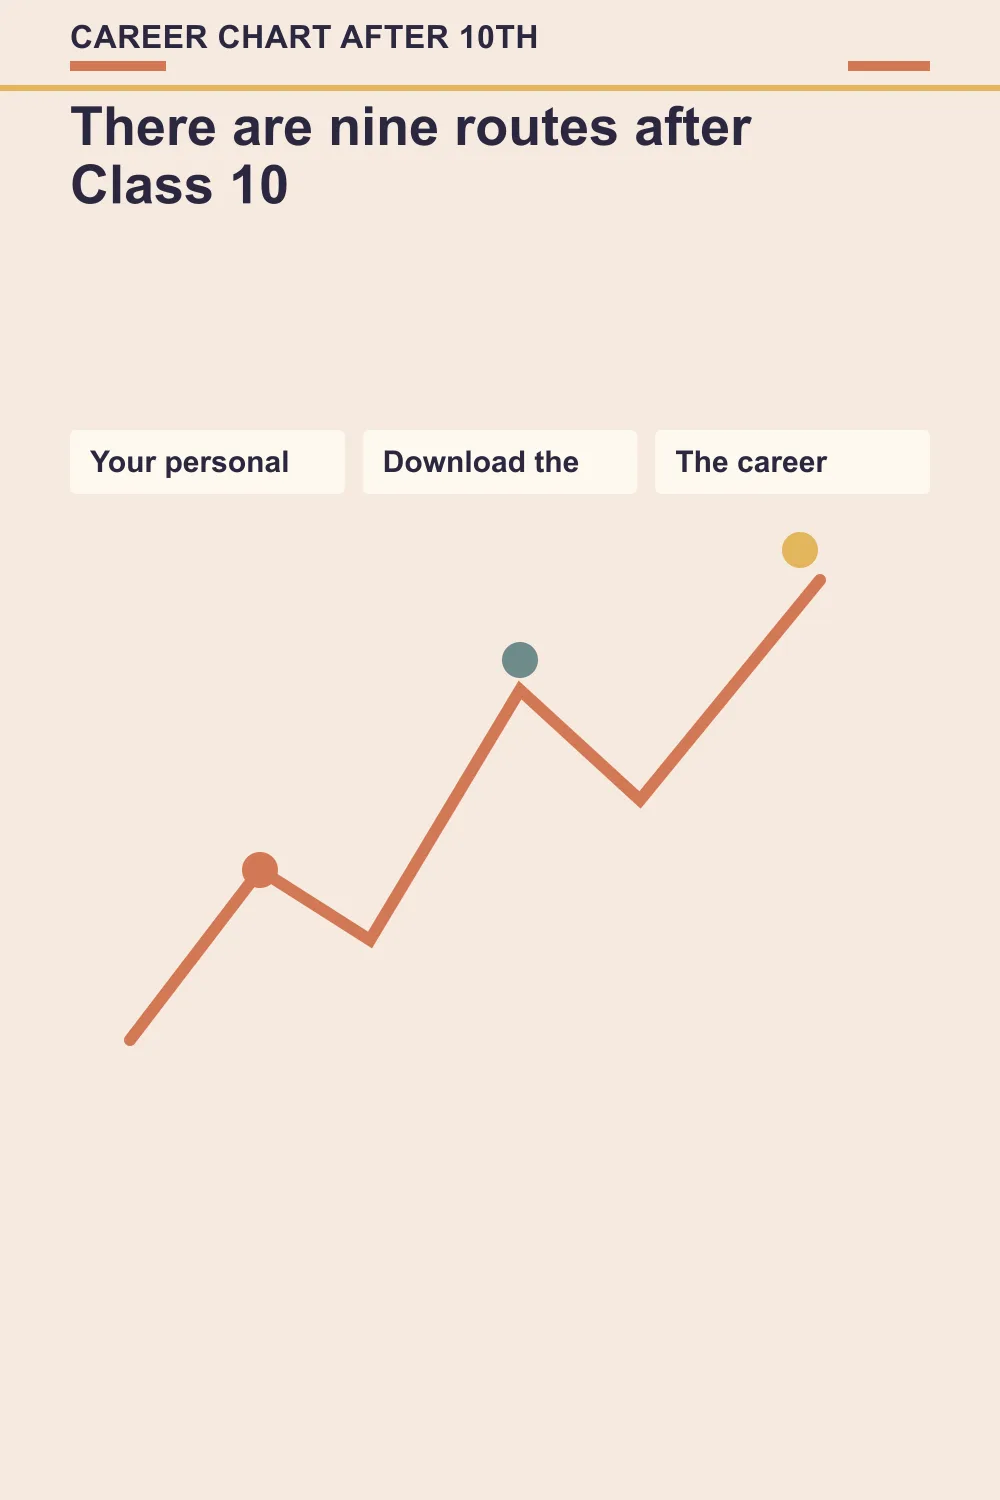 CAREER CHART AFTER 10TH
There are nine routes after
Class 10
Your personal
Download the
The career